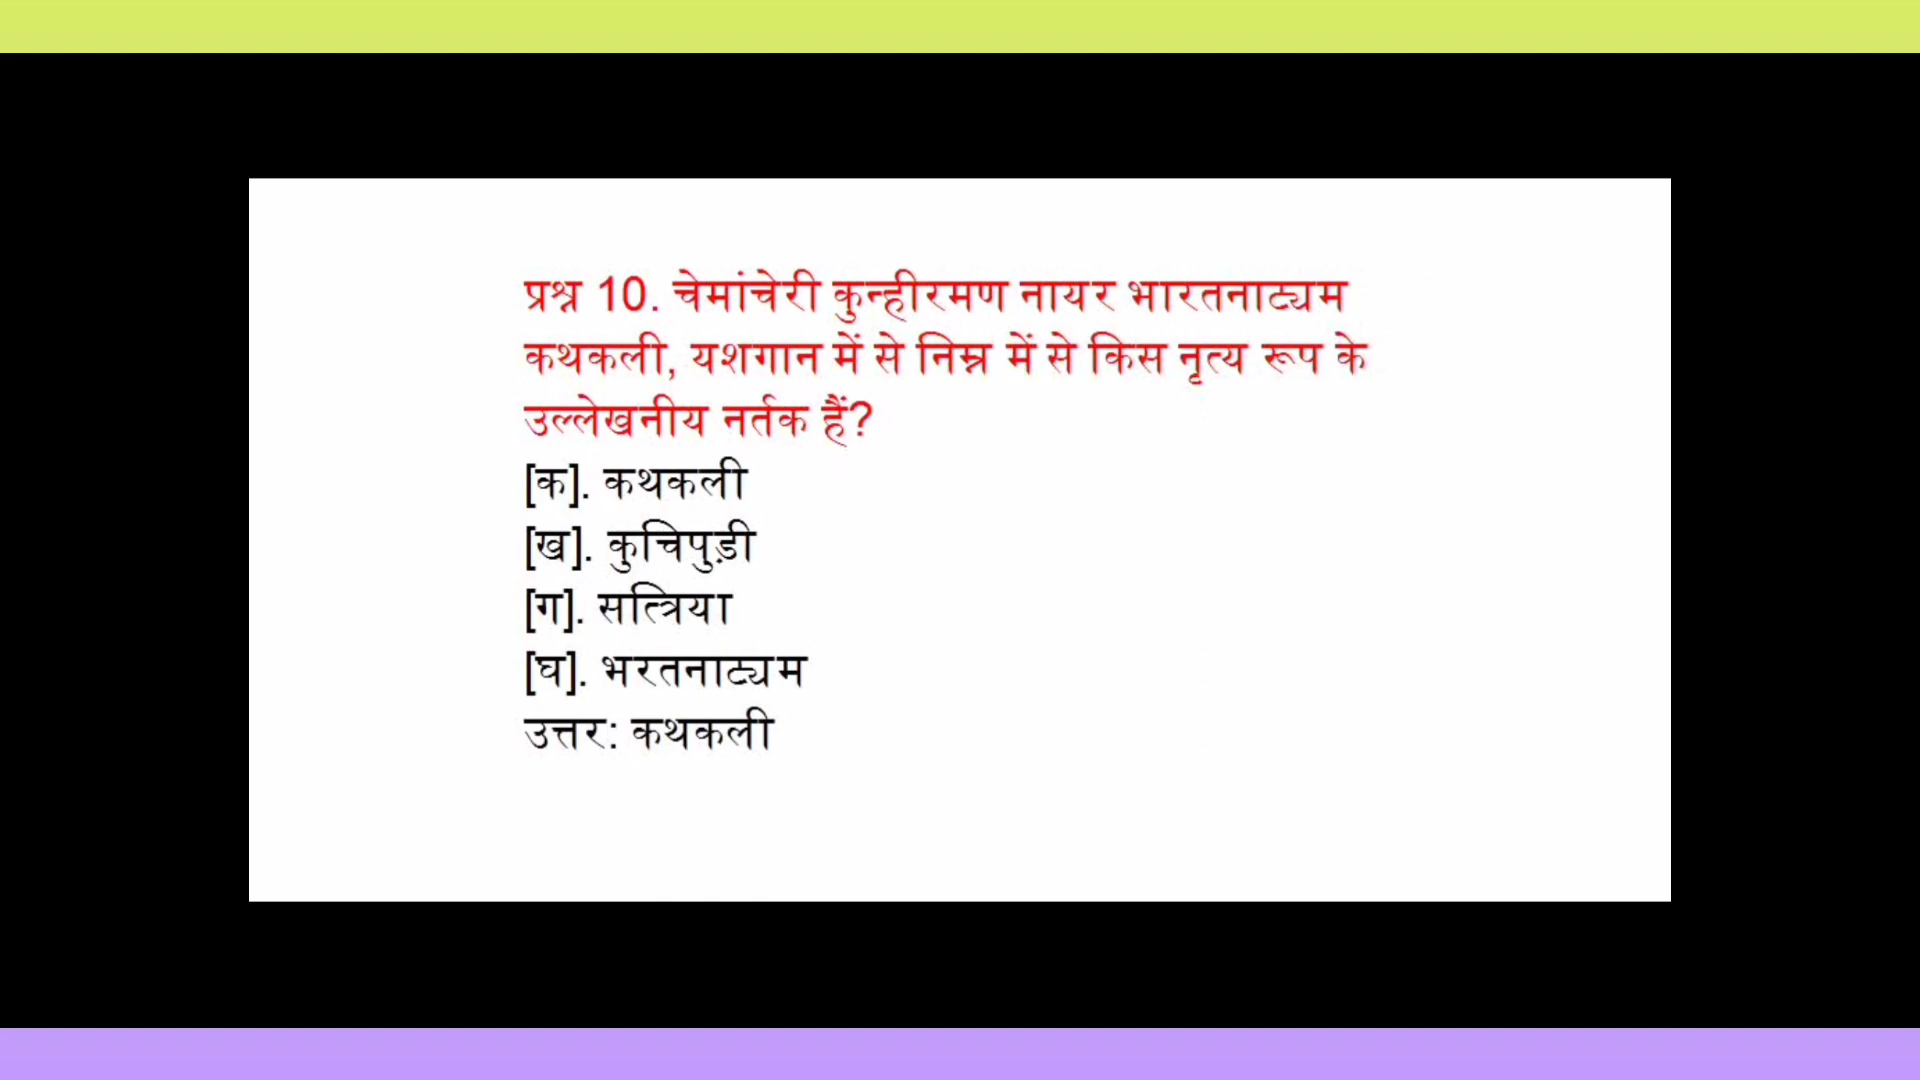 प्रश्न 10. चेमांचेरी कुन्हीरमण नायर भारतनाट्यम
कथकली, यशगान में से निम्न में से किस नृत्य रूप के
उल्लेखनीय नर्तक हैं?
[क]. कथकली
[ख]. कुचिपुड़ी
[ग]. सत्त्रिया
[घ]. भरतनाट्यम
उत्तर: कथकली